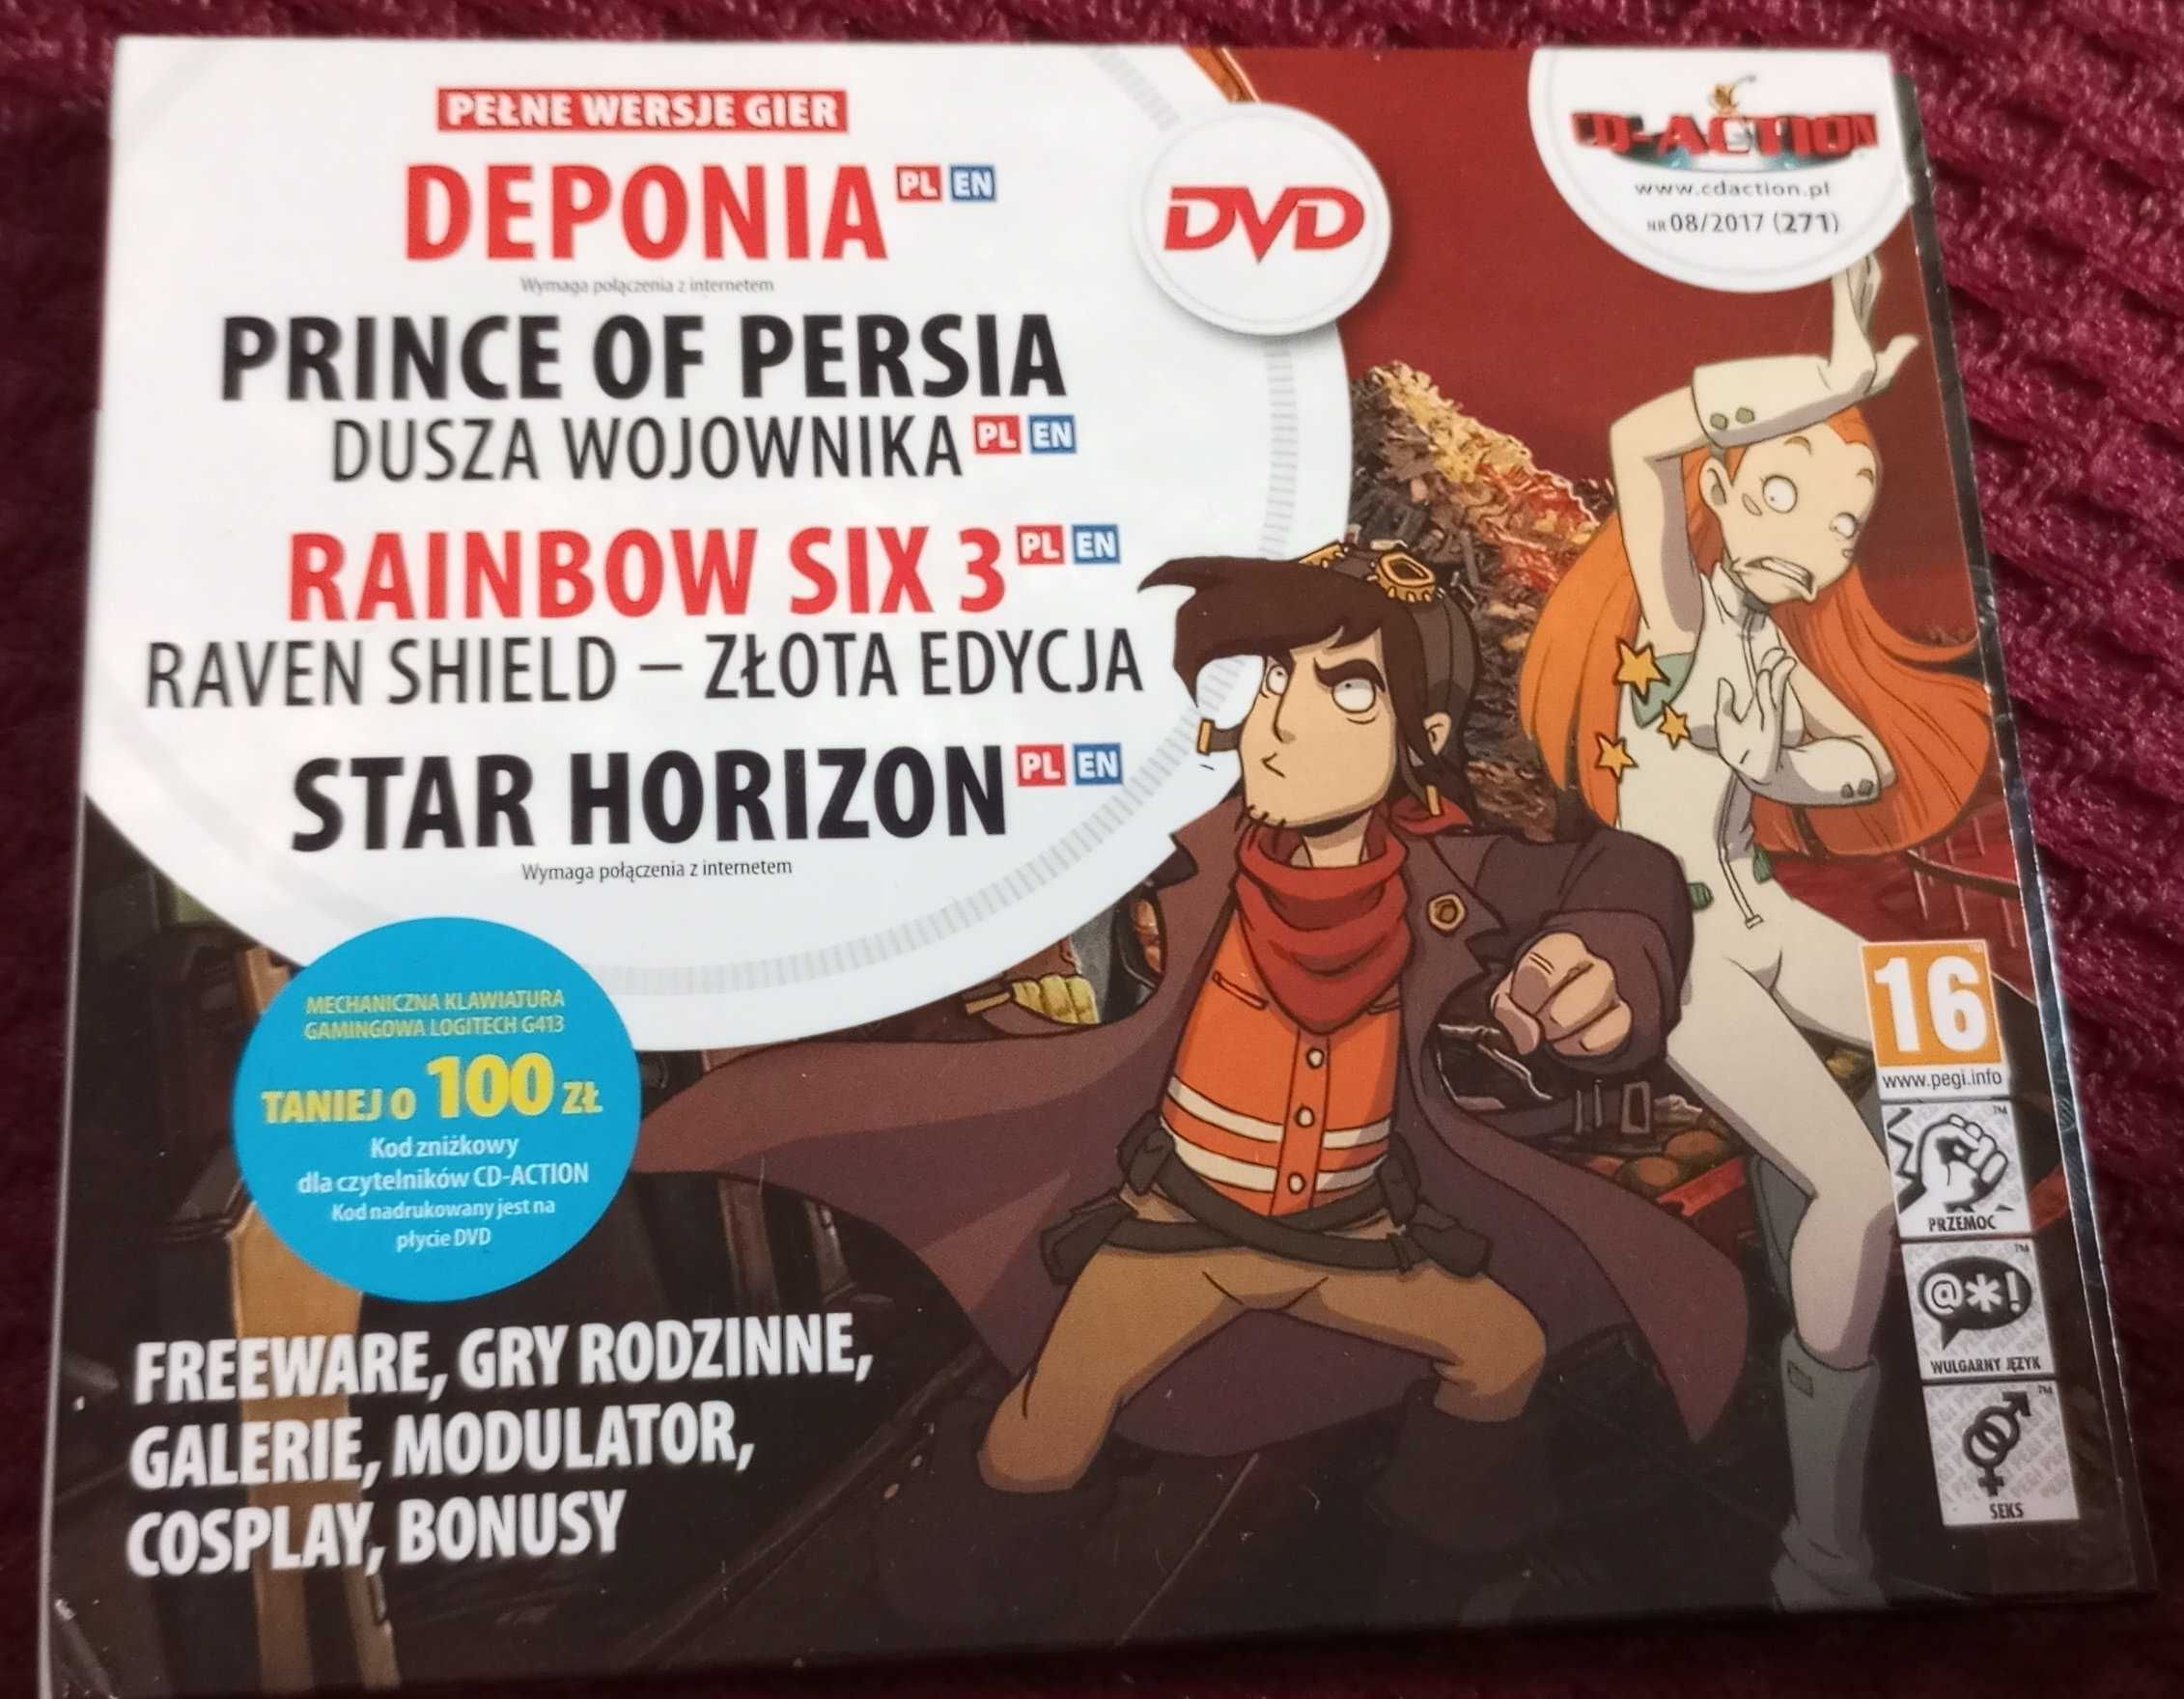 PEŁNE WERSJE GIER
DEPONIA PL EN
Wymaga połączenia z internetem
PRINCE OF PERSIA
DUSZA WOJOWNIKA PL EN
RAINBOW SIX 3 PL EN
RAVEN SHIELD – ZŁOTA EDYCJA
STAR HORIZON PL EN
Wymaga połączenia z internetem
DVD
CD-ACTION
www.cdaction.pl
NR 08/2017 (271)
MECHANICZNA KLAWIATURA
GAMINGOWA LOGITECH G413
TANIEJ O 100 ZŁ
Kod zniżkowy
dla czytelników CD-ACTION
Kod nadrukowany jest na
płycie DVD
FREEWARE, GRY RODZINNE,
GALERIE, MODULATOR,
COSPLAY, BONUSY
16
www.pegi.info
PRZEMOC
@*!
WULGARNY JĘZYK
SEKS